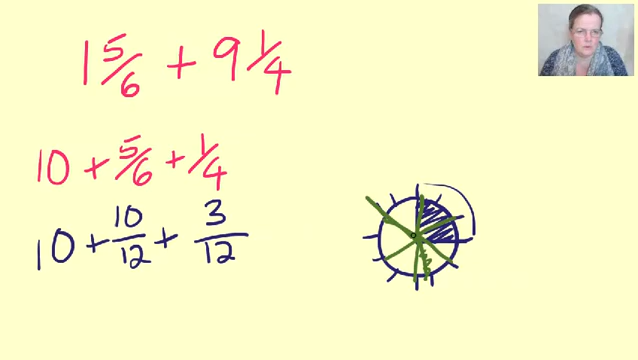 1 5/6 + 9 1/4
10 + 5/6 + 1/4
10 + 10/12 + 3/12